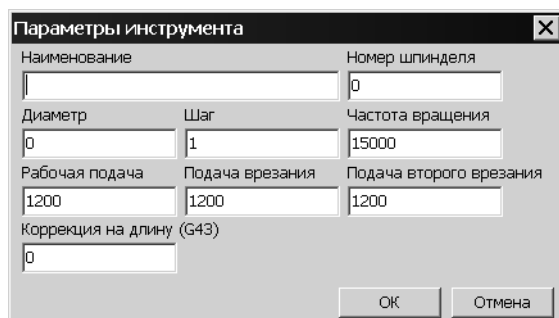 Параметры инструмента
Наименование Номер шпинделя
0
Диаметр Шаг Частота вращения
0 1 15000
Рабочая подача Подача врезания Подача второго врезания
1200 1200 1200
Коррекция на длину (G43)
0
ОК Отмена